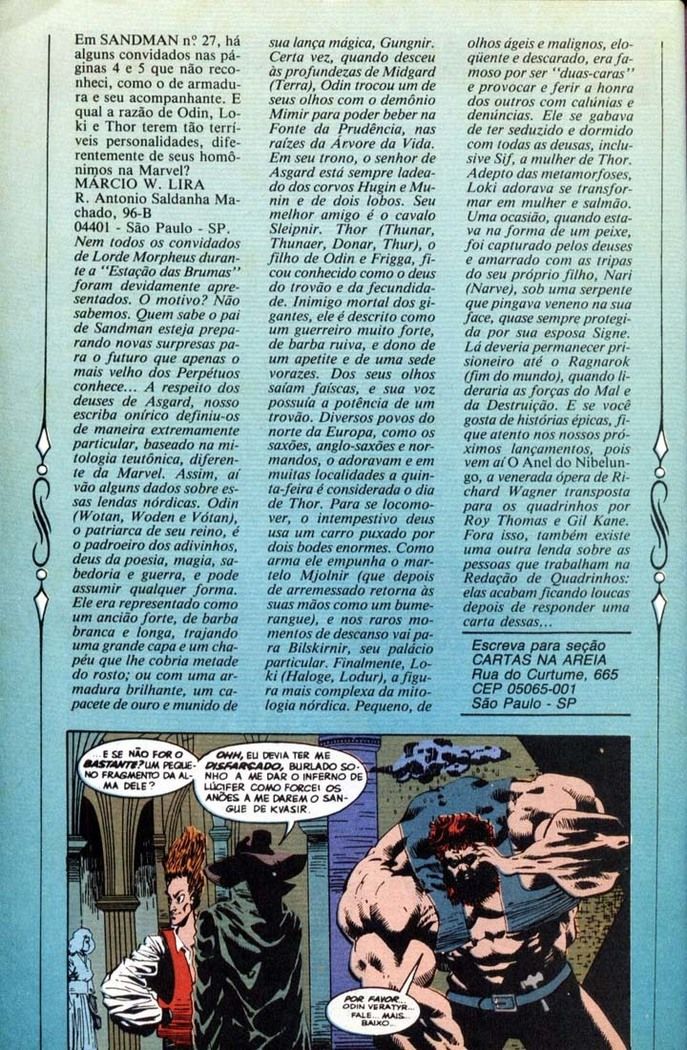 Em SANDMAN nº 27, há
alguns convidados nas pá-
ginas 4 e 5 que não reco-
nheci, como o de armadu-
ra e seu acompanhante. E
qual a razão de Odin, Lo-
ki e Thor terem tão terrí-
veis personalidades, dife-
rentemente de seus homô-
nimos na Marvel?
MÁRCIO W. LIRA
R. Antonio Saldanha Ma-
chado, 96-B
04401 - São Paulo - SP.
Nem todos os convidados
de Lorde Morpheus duran-
te a "Estação das Brumas"
foram devidamente apre-
sentados. O motivo? Não
sabemos. Quem sabe o pai
de Sandman esteja prepa-
rando novas surpresas pa-
ra o futuro que apenas o
mais velho dos Perpétuos
conhece... A respeito dos
deuses de Asgard, nosso
escriba onírico definiu-os
de maneira extremamente
particular, baseado na mi-
tologia teutônica, diferen-
te da Marvel. Assim, aí
vão alguns dados sobre es-
sas lendas nórdicas. Odin
(Wotan, Woden e Vótan),
o patriarca de seu reino, é
o padroeiro dos adivinhos,
deus da poesia, magia, sa-
bedoria e guerra, e pode
assumir qualquer forma.
Ele era representado como
um ancião forte, de barba
branca e longa, trajando
uma grande capa e um cha-
péu que lhe cobria metade
do rosto; ou com uma ar-
madura brilhante, um ca-
pacete de ouro e munido de
sua lança mágica, Gungnir.
Certa vez, quando desceu
às profundezas de Midgard
(Terra), Odin trocou um de
seus olhos com o demônio
Mimir para poder beber na
Fonte da Prudência, nas
raízes da Árvore da Vida.
Em seu trono, o senhor de
Asgard está sempre ladea-
do dos corvos Hugin e Mu-
nin e de dois lobos. Seu
melhor amigo é o cavalo
Sleipnir. Thor (Thunar,
Thunaer, Donar, Thur), o
filho de Odin e Frigga, fi-
cou conhecido como o deus
do trovão e da fecundida-
de. Inimigo mortal dos gi-
gantes, ele é descrito como
um guerreiro muito forte,
de barba ruiva, e dono de
um apetite e de uma sede
vorazes. Dos seus olhos
saíam faíscas, e sua voz
possuía a potência de um
trovão. Diversos povos do
norte da Europa, como os
saxões, anglo-saxões e nor-
mandos, o adoravam e em
muitas localidades a quin-
ta-feira é considerada o dia
de Thor. Para se locomo-
ver, o intempestivo deus
usa um carro puxado por
dois bodes enormes. Como
arma ele empunha o mar-
telo Mjolnir (que depois
de arremessado retorna às
suas mãos como um bume-
rangue), e nos raros mo-
mentos de descanso vai pa-
ra Bilskirnir, seu palácio
particular. Finalmente, Lo-
ki (Haloge, Lodur), a figu-
ra mais complexa da mito-
logia nórdica. Pequeno, de
olhos ágeis e malignos, elo-
qüente e descarado, era fa-
moso por ser "duas-caras"
e provocar e ferir a honra
dos outros com calúnias e
denúncias. Ele se gabava
de ter seduzido e dormido
com todas as deusas, inclu-
sive Sif, a mulher de Thor.
Adepto das metamorfoses,
Loki adorava se transfor-
mar em mulher e salmão.
Uma ocasião, quando esta-
va na forma de um peixe,
foi capturado pelos deuses
e amarrado com as tripas
do seu próprio filho, Nari
(Narve), sob uma serpente
que pingava veneno na sua
face, quase sempre protegi-
da por sua esposa Signe.
Lá deveria permanecer pri-
sioneiro até o Ragnarok
(fim do mundo), quando li-
deraria as forças do Mal e
da Destruição. E se você
gosta de histórias épicas, fi-
que atento nos nossos pró-
ximos lançamentos, pois
vem aí O Anel do Nibelun-
go, a venerada ópera de Ri-
chard Wagner transposta
para os quadrinhos por
Roy Thomas e Gil Kane.
Fora isso, também existe
uma outra lenda sobre as
pessoas que trabalham na
Redação de Quadrinhos:
elas acabam ficando loucas
depois de responder uma
carta dessas...
Escreva para seção
CARTAS NA AREIA
Rua do Curtume, 665
CEP 05065-001
São Paulo - SP
...E SE NÃO FOR O
BASTANTE? UM PEQUE-
NO FRAGMENTO DA AL-
MA DELE?
OHH, EU DEVIA TER ME
DISFARÇADO, BURLADO SO-
NHO A ME DAR O INFERNO DE
LÚCIFER COMO FORCEI OS
ANÕES A ME DAREM O SAN-
GUE DE KVASIR.
POR FAVOR...
ODIN VERATYR...
FALE... MAIS...
BAIXO...